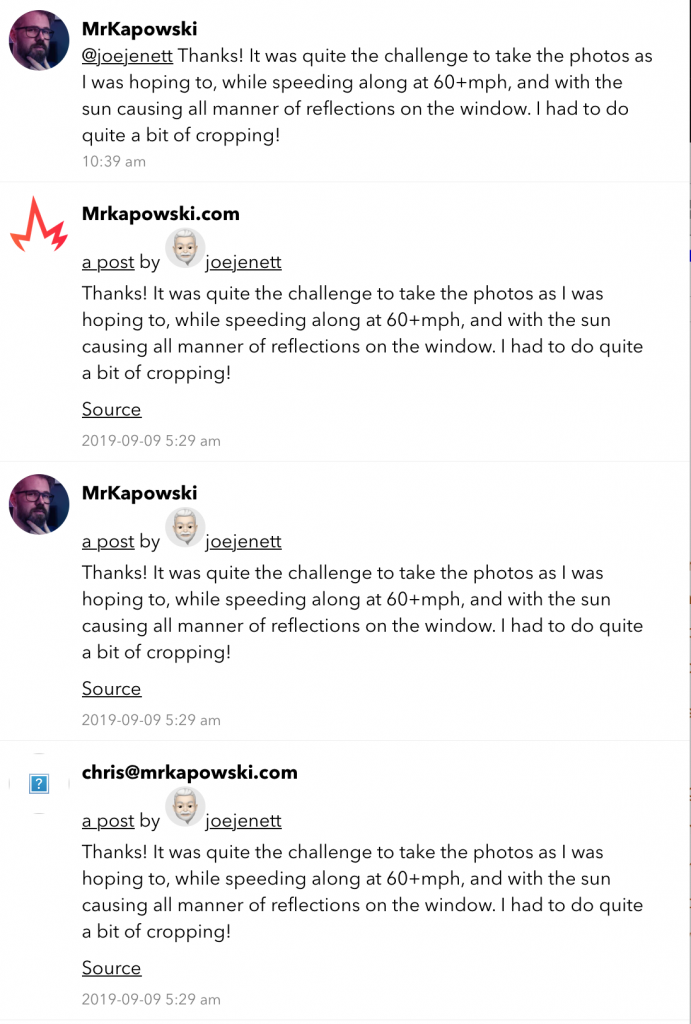 MrKapowski
@joejenett Thanks! It was quite the challenge to take the photos as
I was hoping to, while speeding along at 60+mph, and with the
sun causing all manner of reflections on the window. I had to do
quite a bit of cropping!
10:39 am
Mrkapowski.com
a post by joejenett
Thanks! It was quite the challenge to take the photos as I was
hoping to, while speeding along at 60+mph, and with the sun
causing all manner of reflections on the window. I had to do quite
a bit of cropping!
Source
2019-09-09 5:29 am
MrKapowski
a post by joejenett
Thanks! It was quite the challenge to take the photos as I was
hoping to, while speeding along at 60+mph, and with the sun
causing all manner of reflections on the window. I had to do quite
a bit of cropping!
Source
2019-09-09 5:29 am
?
chris@mrkapowski.com
a post by joejenett
Thanks! It was quite the challenge to take the photos as I was
hoping to, while speeding along at 60+mph, and with the sun
causing all manner of reflections on the window. I had to do quite
a bit of cropping!
Source
2019-09-09 5:29 am